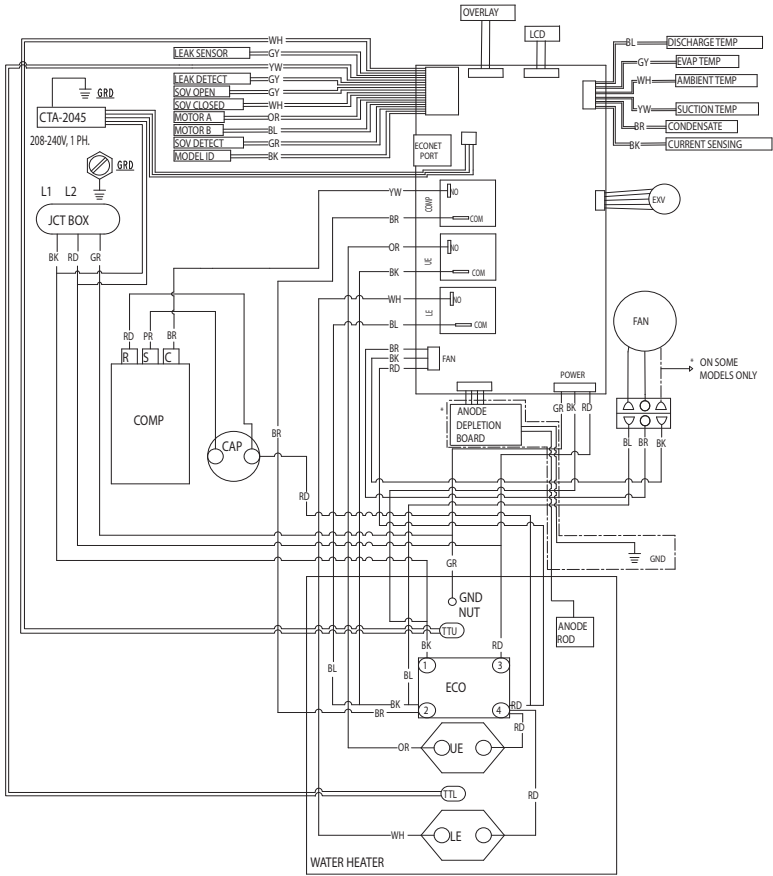 OVERLAY
LCD
WH
LEAK SENSOR
GY
YW
LEAK DETECT
GY
SOV OPEN
GY
SOV CLOSED
WH
MOTOR A
OR
MOTOR B
BL
SOV DETECT
GR
MODEL ID
BK
BL
DISCHARGE TEMP
GY
EVAP TEMP
WH
AMBIENT TEMP
YW
SUCTION TEMP
BR
CONDENSATE
BK
CURRENT SENSING
GRD
CTA-2045
208-240V, 1 PH.
GRD
ECONET
PORT
L1 L2
JCT BOX
BK RD GR
YW
COMP
NO
BR
COM
OR
UE
NO
BK
COM
WH
LE
NO
BL
COM
EXV
BR
BK
RD
FAN
FAN
* ON SOME
MODELS ONLY
POWER
GR BK RD
*
ANODE
DEPLETION
BOARD
RD PR BR
R S C
COMP
CAP
BR
RD
BL BR BK
GND
GR
GND
NUT
TTU
ANODE
ROD
BK
RD
1
3
ECO
BL
BL
BK
2
4
RD
BR
RD
OR
UE
TTL
RD
WH
LE
WATER HEATER